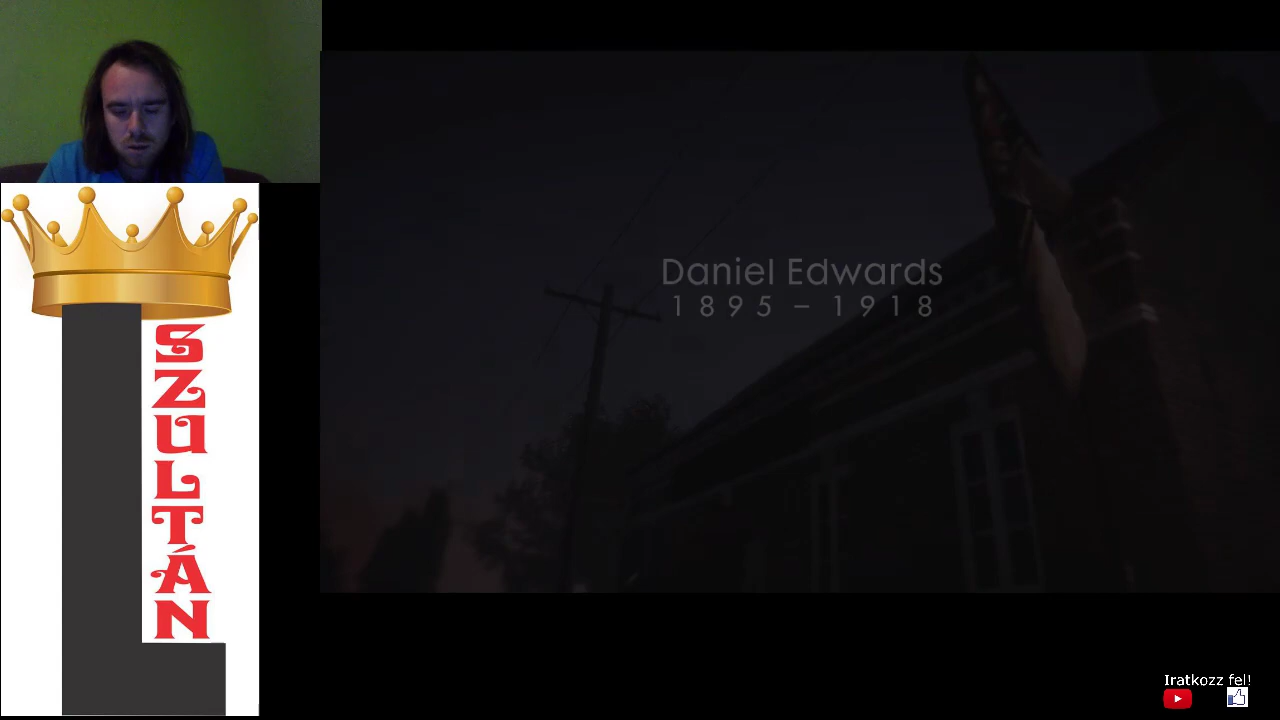 Daniel Edwards
1895 – 1918
L
SZULTÁN
Iratkozz fel!